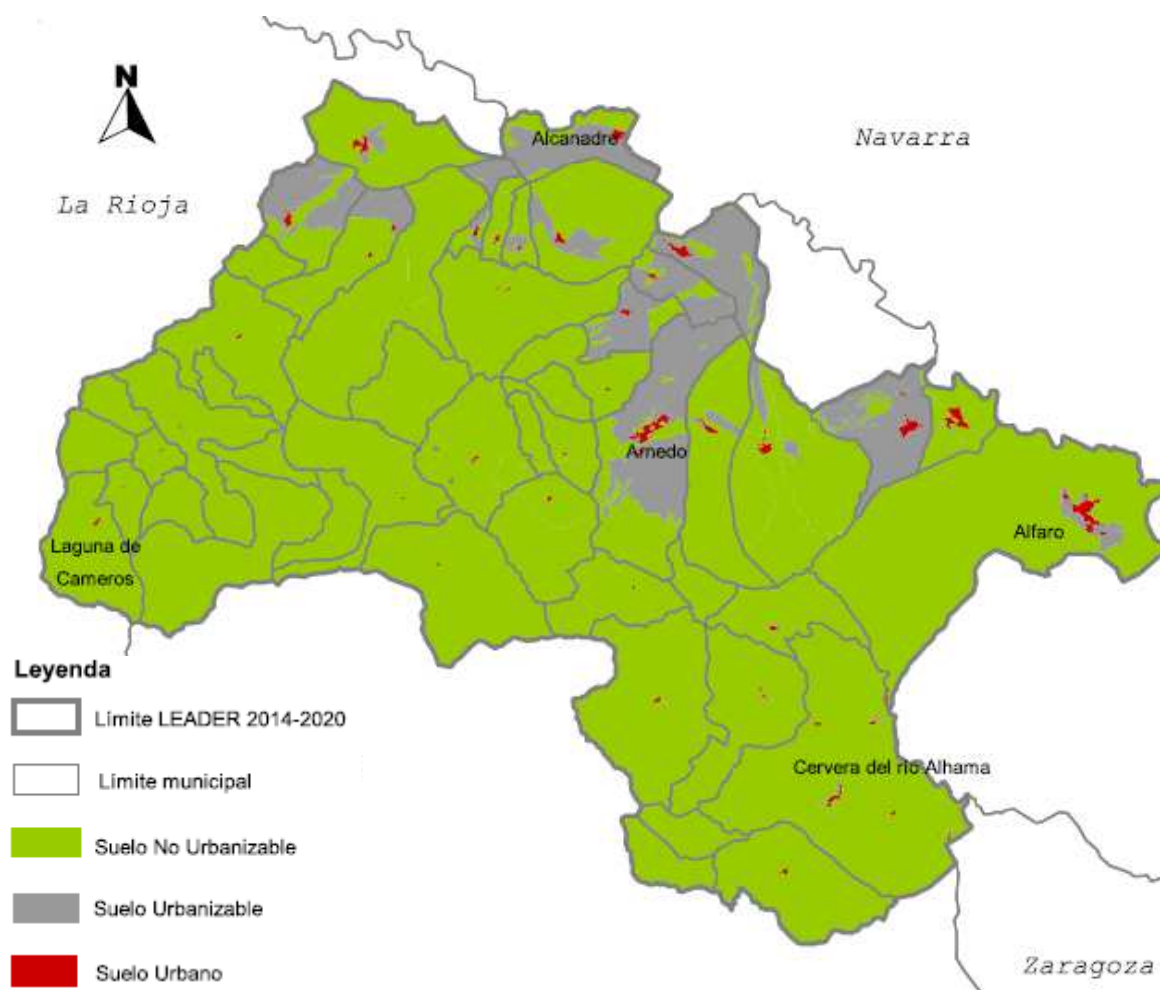 N
Alcanadre
Navarra
La Rioja
Arnedo
Alfaro
Laguna de
Cameros
Leyenda
Límite LEADER 2014-2020
Límite municipal
Cervera del río Alhama
Suelo No Urbanizable
Suelo Urbanizable
Suelo Urbano
Zaragoza